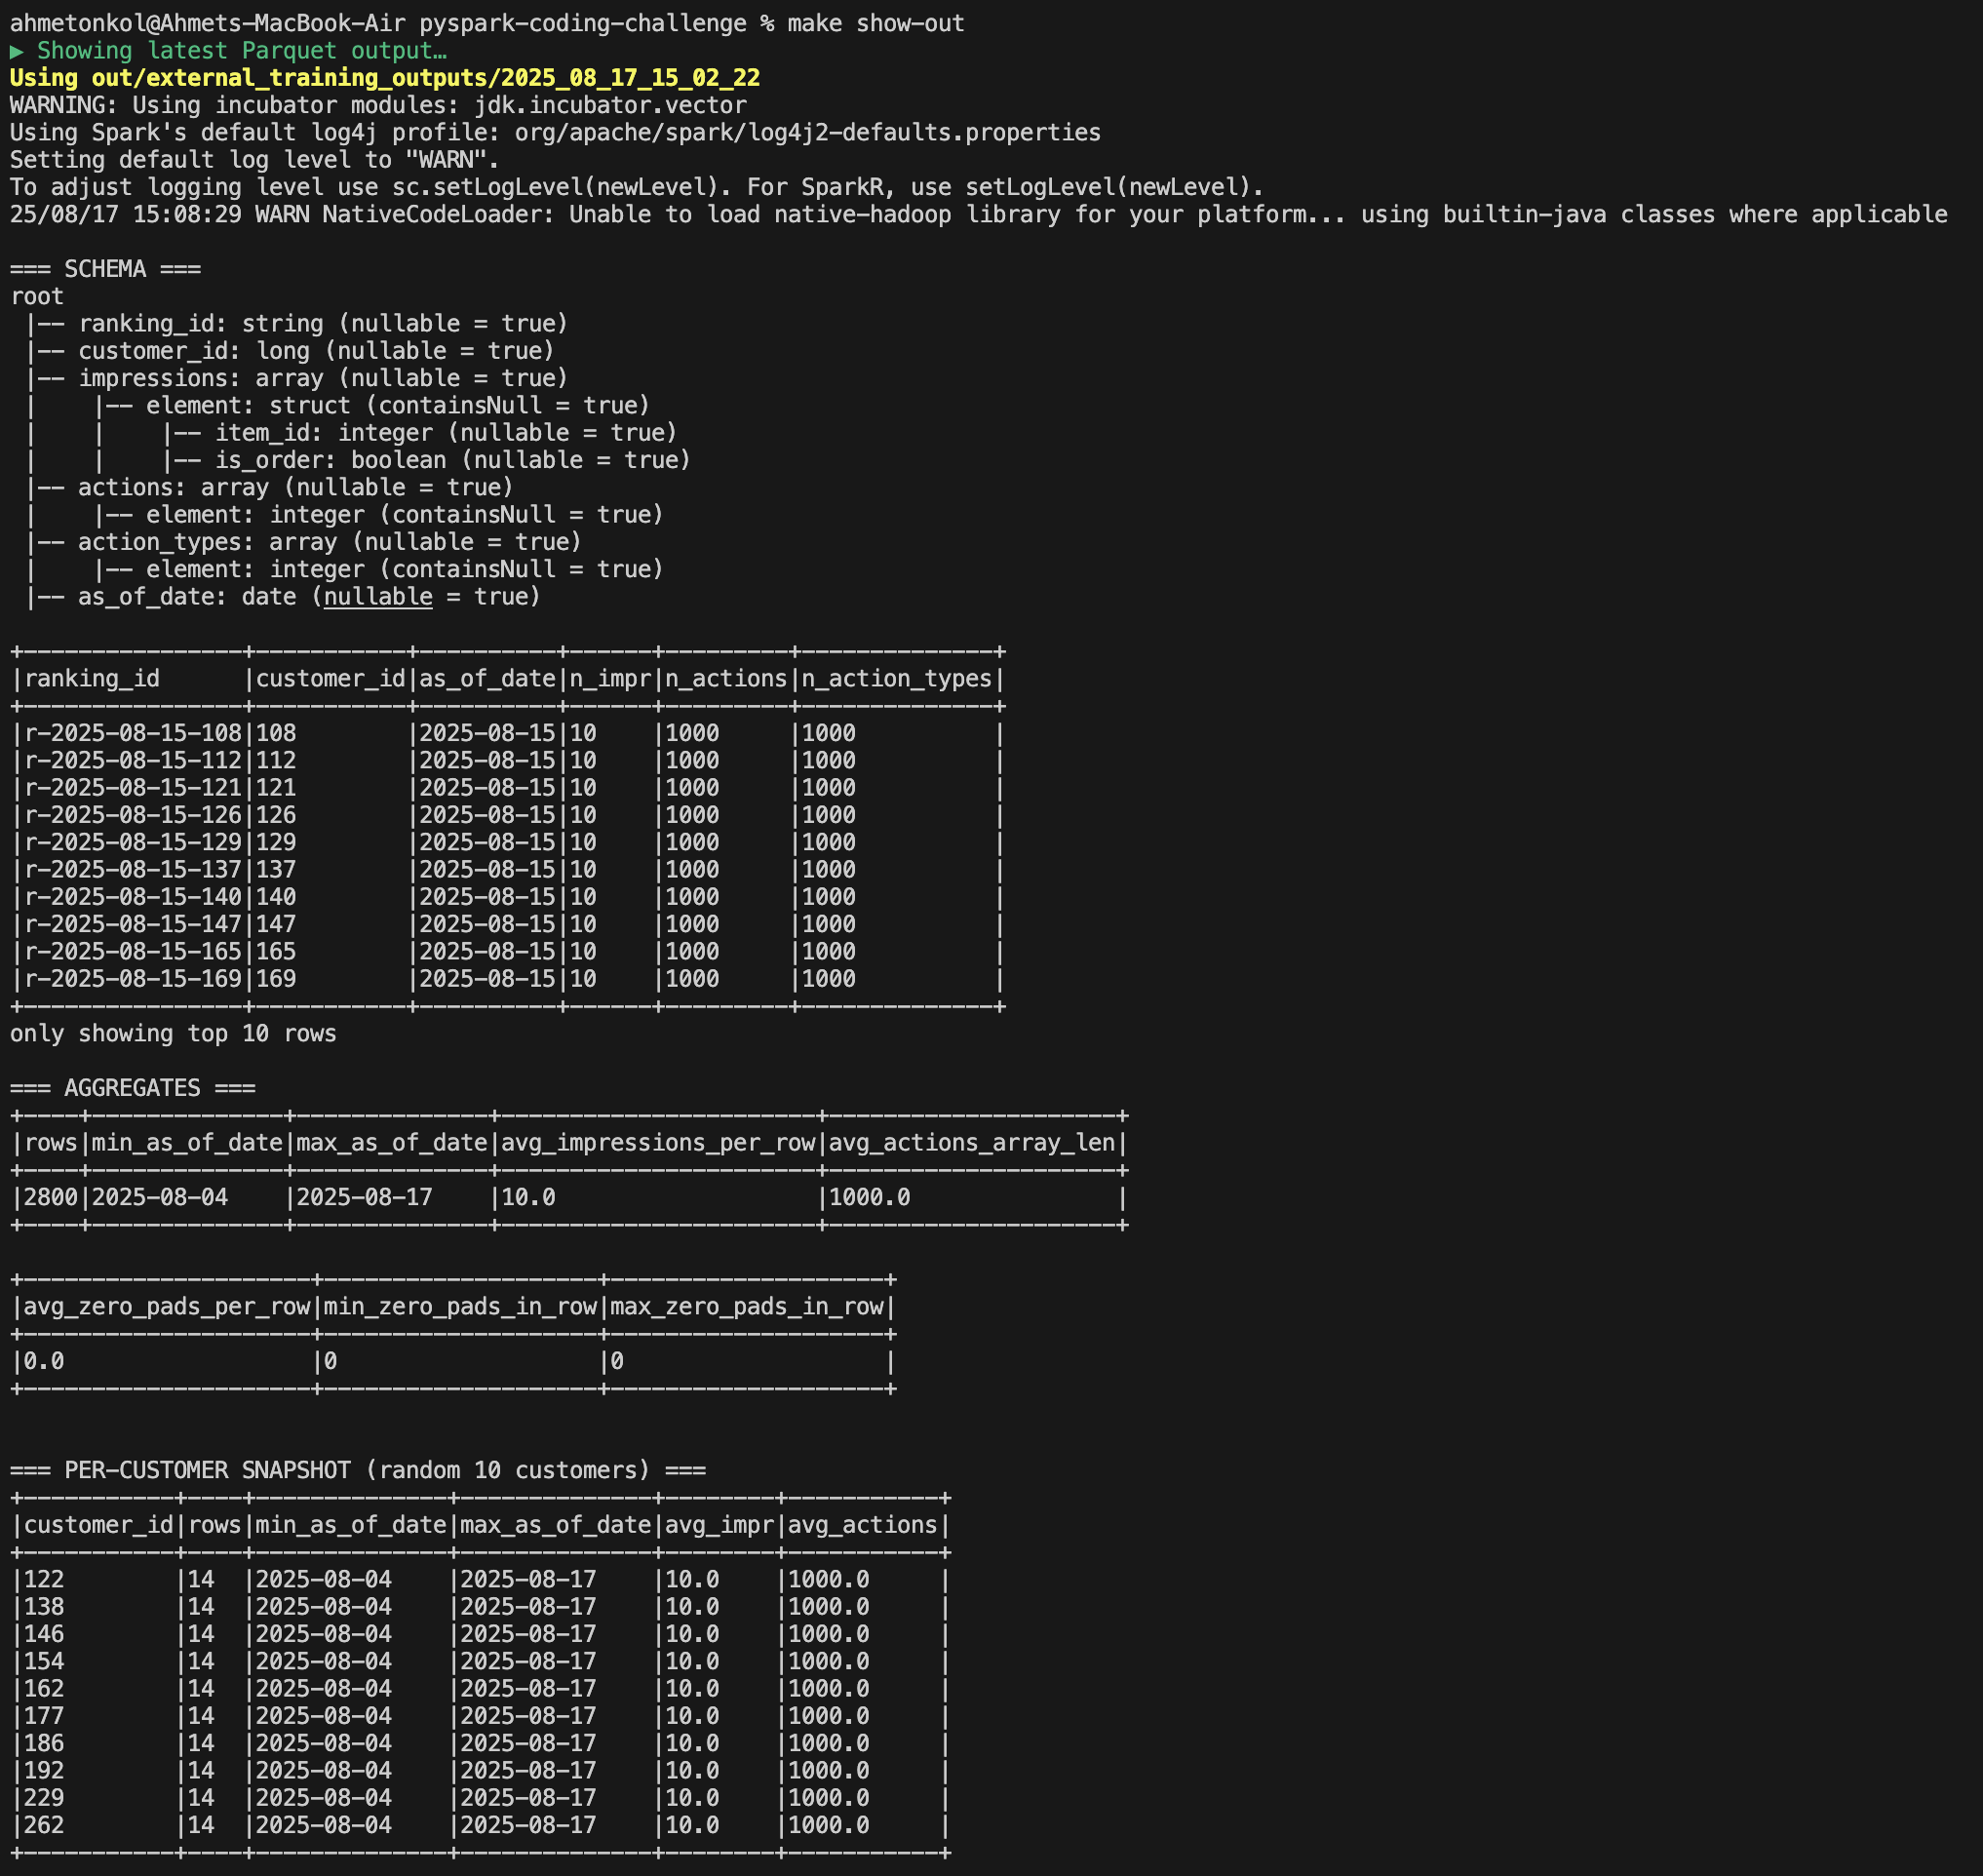 ahmetonkol@Ahmets-MacBook-Air pyspark-coding-challenge % make show-out
▶ Showing latest Parquet output…
Using out/external_training_outputs/2025_08_17_15_02_22
WARNING: Using incubator modules: jdk.incubator.vector
Using Spark's default log4j profile: org/apache/spark/log4j2-defaults.properties
Setting default log level to "WARN".
To adjust logging level use sc.setLogLevel(newLevel). For SparkR, use setLogLevel(newLevel).
25/08/17 15:08:29 WARN NativeCodeLoader: Unable to load native-hadoop library for your platform... using builtin-java classes where applicable

=== SCHEMA ===
root
 |-- ranking_id: string (nullable = true)
 |-- customer_id: long (nullable = true)
 |-- impressions: array (nullable = true)
 |    |-- element: struct (containsNull = true)
 |    |    |-- item_id: integer (nullable = true)
 |    |    |-- is_order: boolean (nullable = true)
 |-- actions: array (nullable = true)
 |    |-- element: integer (containsNull = true)
 |-- action_types: array (nullable = true)
 |    |-- element: integer (containsNull = true)
 |-- as_of_date: date (nullable = true)

+----------------+-----------+----------+------+---------+--------------+
|ranking_id      |customer_id|as_of_date|n_impr|n_actions|n_action_types|
+----------------+-----------+----------+------+---------+--------------+
|r-2025-08-15-108|108        |2025-08-15|10    |1000     |1000          |
|r-2025-08-15-112|112        |2025-08-15|10    |1000     |1000          |
|r-2025-08-15-121|121        |2025-08-15|10    |1000     |1000          |
|r-2025-08-15-126|126        |2025-08-15|10    |1000     |1000          |
|r-2025-08-15-129|129        |2025-08-15|10    |1000     |1000          |
|r-2025-08-15-137|137        |2025-08-15|10    |1000     |1000          |
|r-2025-08-15-140|140        |2025-08-15|10    |1000     |1000          |
|r-2025-08-15-147|147        |2025-08-15|10    |1000     |1000          |
|r-2025-08-15-165|165        |2025-08-15|10    |1000     |1000          |
|r-2025-08-15-169|169        |2025-08-15|10    |1000     |1000          |
+----------------+-----------+----------+------+---------+--------------+
only showing top 10 rows

=== AGGREGATES ===
+----+--------------+--------------+-----------------------+---------------------+
|rows|min_as_of_date|max_as_of_date|avg_impressions_per_row|avg_actions_array_len|
+----+--------------+--------------+-----------------------+---------------------+
|2800|2025-08-04    |2025-08-17    |10.0                   |1000.0               |
+----+--------------+--------------+-----------------------+---------------------+

+---------------------+--------------------+--------------------+
|avg_zero_pads_per_row|min_zero_pads_in_row|max_zero_pads_in_row|
+---------------------+--------------------+--------------------+
|0.0                  |0                   |0                   |
+---------------------+--------------------+--------------------+

=== PER-CUSTOMER SNAPSHOT (random 10 customers) ===
+-----------+----+--------------+--------------+--------+-----------+
|customer_id|rows|min_as_of_date|max_as_of_date|avg_impr|avg_actions|
+-----------+----+--------------+--------------+--------+-----------+
|122        |14  |2025-08-04    |2025-08-17    |10.0    |1000.0     |
|138        |14  |2025-08-04    |2025-08-17    |10.0    |1000.0     |
|146        |14  |2025-08-04    |2025-08-17    |10.0    |1000.0     |
|154        |14  |2025-08-04    |2025-08-17    |10.0    |1000.0     |
|162        |14  |2025-08-04    |2025-08-17    |10.0    |1000.0     |
|177        |14  |2025-08-04    |2025-08-17    |10.0    |1000.0     |
|186        |14  |2025-08-04    |2025-08-17    |10.0    |1000.0     |
|192        |14  |2025-08-04    |2025-08-17    |10.0    |1000.0     |
|229        |14  |2025-08-04    |2025-08-17    |10.0    |1000.0     |
|262        |14  |2025-08-04    |2025-08-17    |10.0    |1000.0     |
+-----------+----+--------------+--------------+--------+-----------+